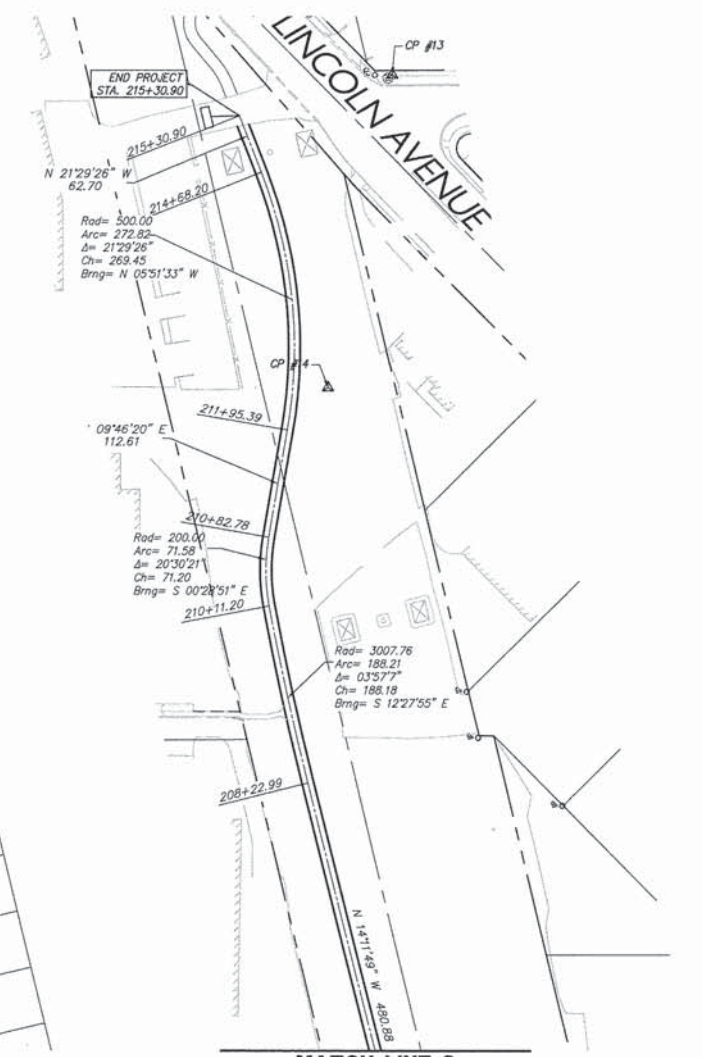 CP #13
LINCOLN AVENUE
END PROJECT
STA. 215+30.90
215+30.90
N 21°29'26" W
62.70
214+68.20
Rad= 500.00
Arc= 272.82
Δ= 21°29'26"
Ch= 269.45
Brng= N 05°51'33" W
CP #14
211+95.39
09°46'20" E
112.61
210+82.78
Rad= 200.00
Arc= 71.58
Δ= 20°30'21"
Ch= 71.20
Brng= S 00°28'51" E
210+11.20
Rad= 3007.76
Arc= 188.21
Δ= 03°57'7"
Ch= 188.18
Brng= S 12°27'55" E
208+22.99
N 14°11'49" W 480.88